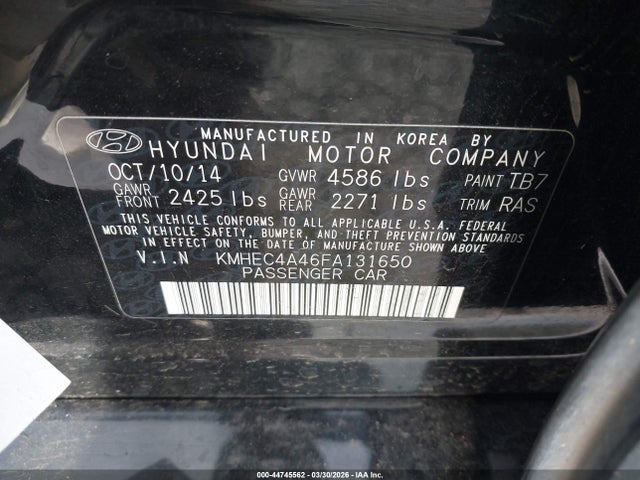 MANUFACTURED IN KOREA BY
HYUNDAI MOTOR COMPANY
OCT/10/14 GVWR 4586 lbs PAINT TB7
GAWR FRONT 2425 lbs GAWR REAR 2271 lbs TRIM RAS
THIS VEHICLE CONFORMS TO ALL APPLICABLE U.S.A. FEDERAL
MOTOR VEHICLE SAFETY, BUMPER, AND THEFT PREVENTION STANDARDS
IN EFFECT ON THE DATE OF MANUFACTURE SHOWN ABOVE
V.I.N KMHEC4A46FA131650
PASSENGER CAR
000-44745562 - 03/30/2026 - IAA Inc.